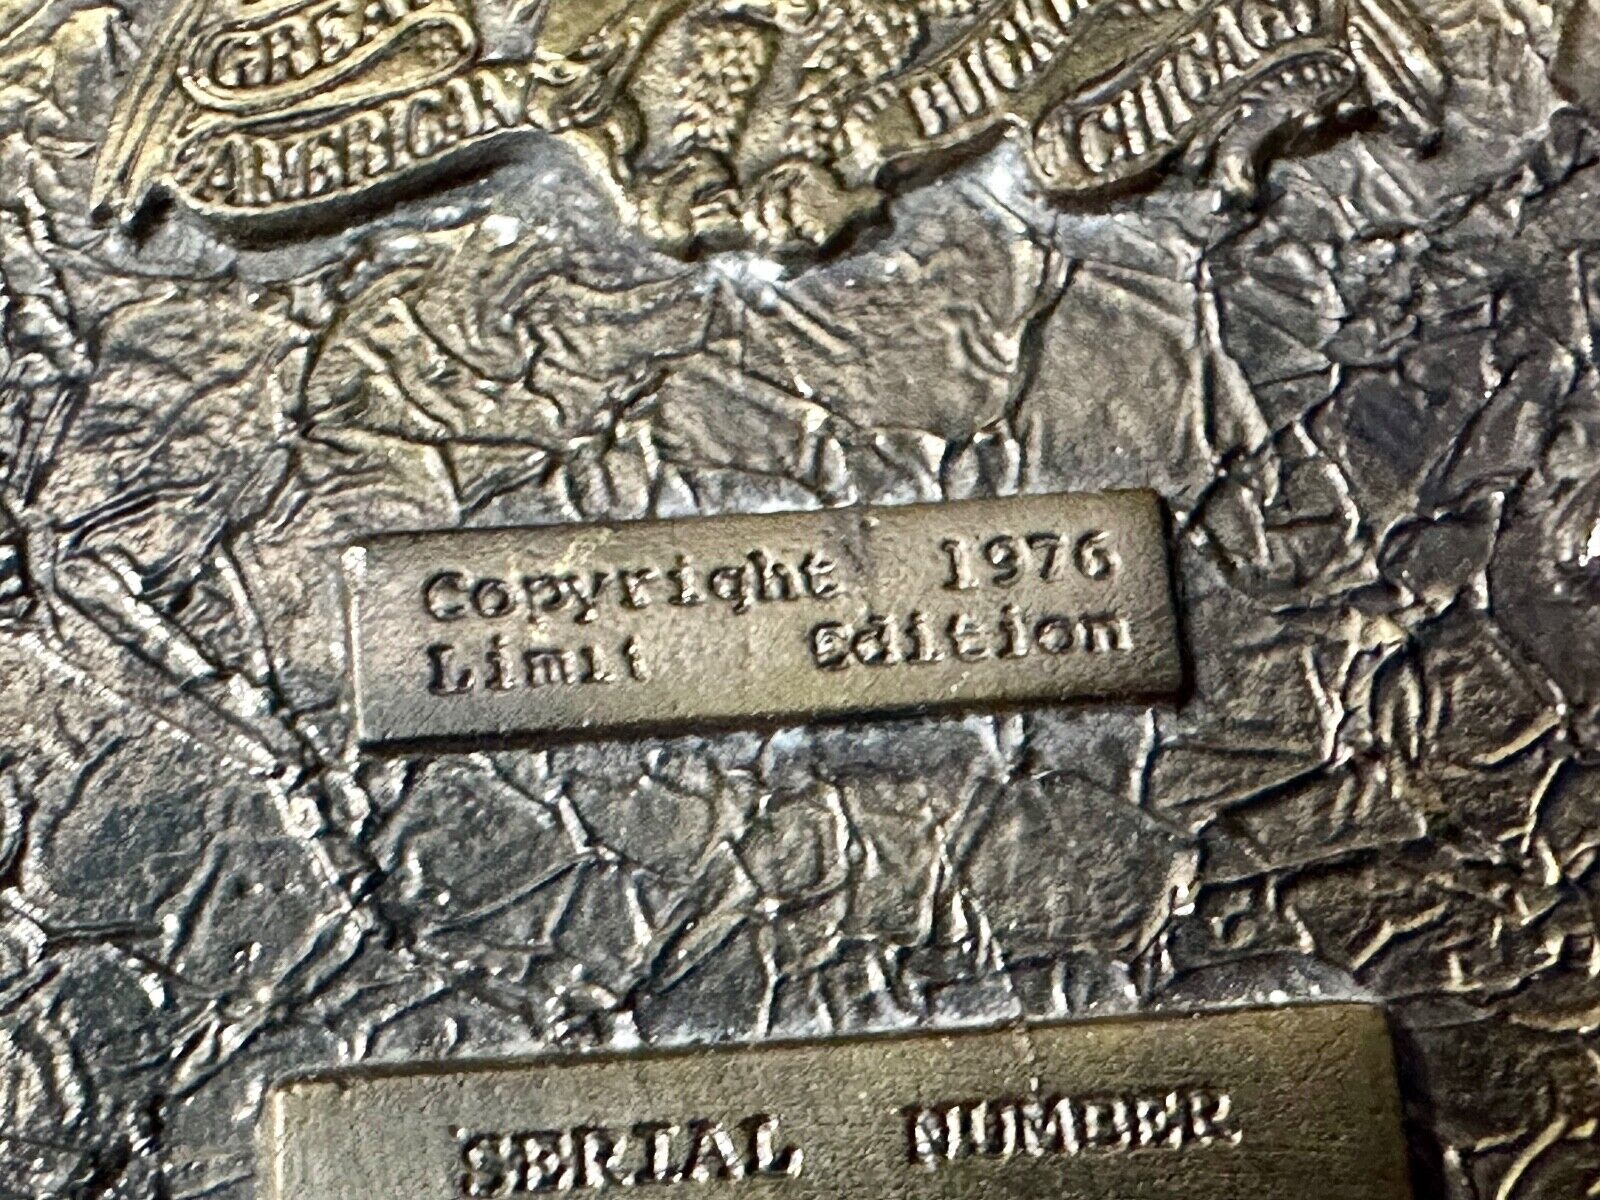 GREAT
AMERICAN
BUCKLE
CHICAGO
Copyright 1976
Limit Edition
SERIAL NUMBER